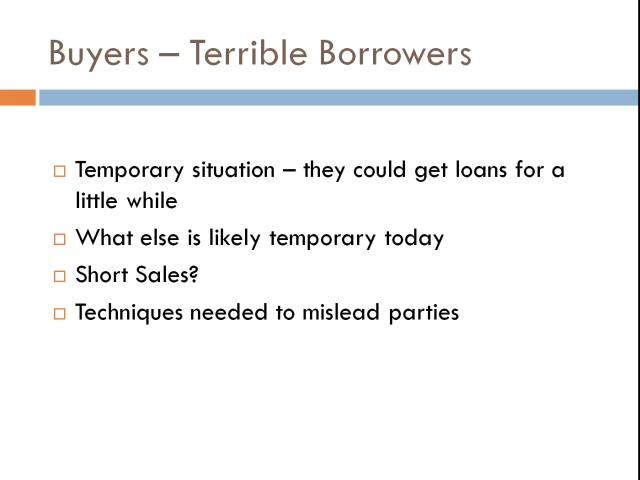 Buyers – Terrible Borrowers
Temporary situation – they could get loans for a
little while
What else is likely temporary today
Short Sales?
Techniques needed to mislead parties